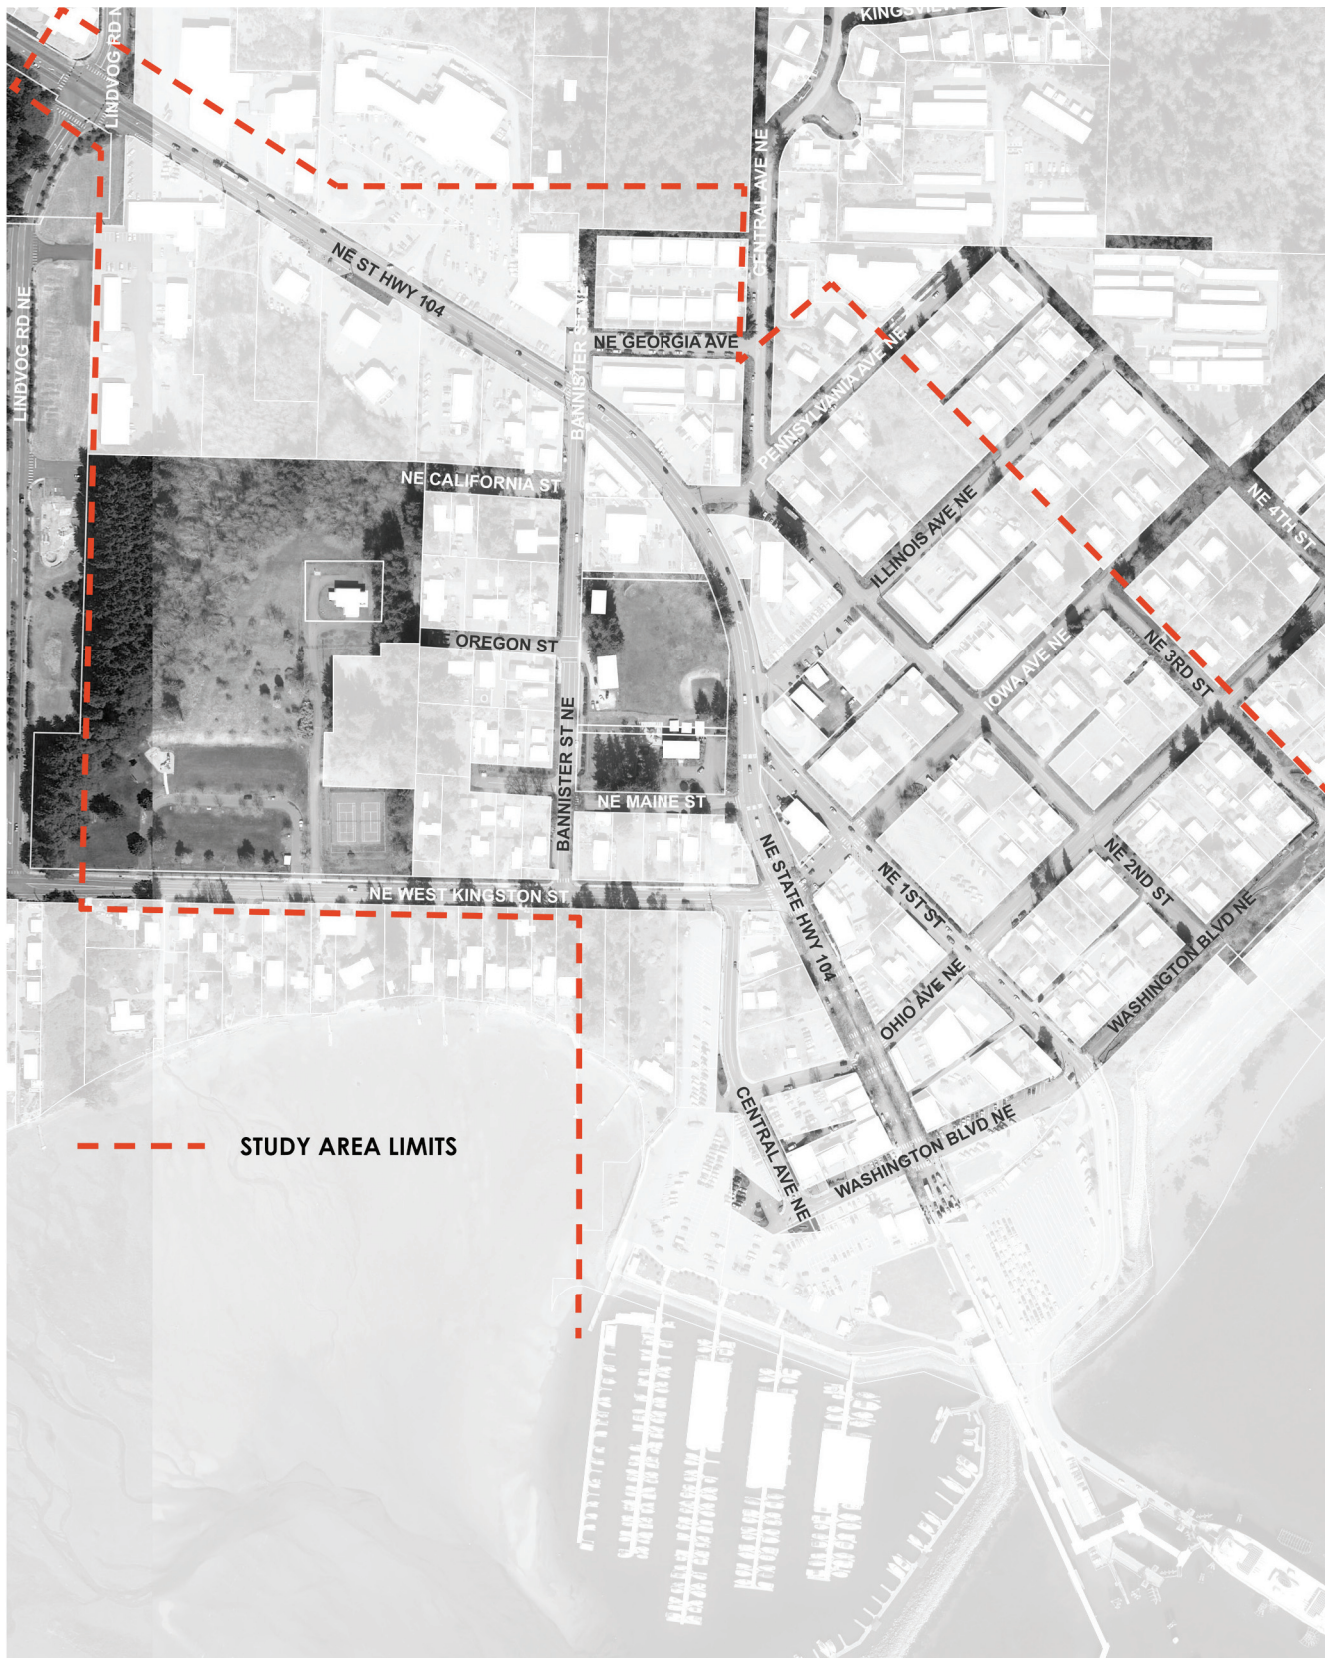 KINGSVIEW
LINDVOG RD N
CENTRAL AVE NE
NE ST HWY 104
LINDVOG RD NE
BANNISTER ST NE
NE GEORGIA AVE
PENNSYLVANIA AVE NE
NE CALIFORNIA ST
NE 4TH ST
ILLINOIS AVE NE
NE OREGON ST
IOWA AVE NE
NE 3RD ST
BANNISTER ST NE
NE MAINE ST
NE STATE HWY 104
NE 1ST ST
NE 2ND ST
NE WEST KINGSTON ST
WASHINGTON BLVD NE
OHIO AVE NE
CENTRAL AVE NE
WASHINGTON BLVD NE
STUDY AREA LIMITS